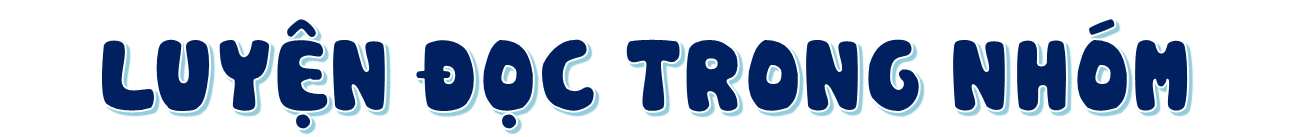 LUYỆN ĐỌC TRONG NHÓM